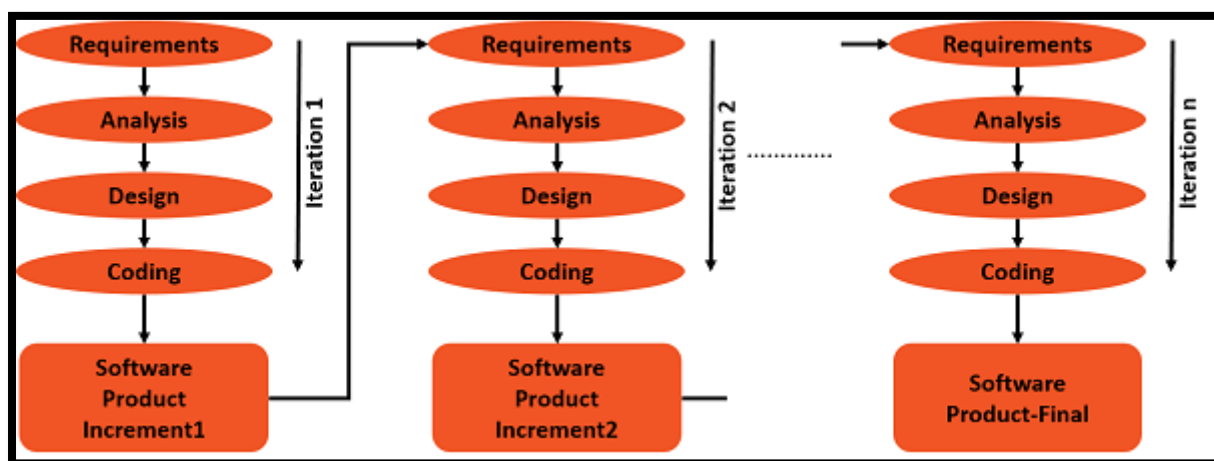 Requirements
Analysis
Design
Coding
Software
Product
Increment1
Iteration 1
Requirements
Analysis
Design
Coding
Software
Product
Increment2
Iteration 2
.............
Requirements
Analysis
Design
Coding
Software
Product-Final
Iteration n